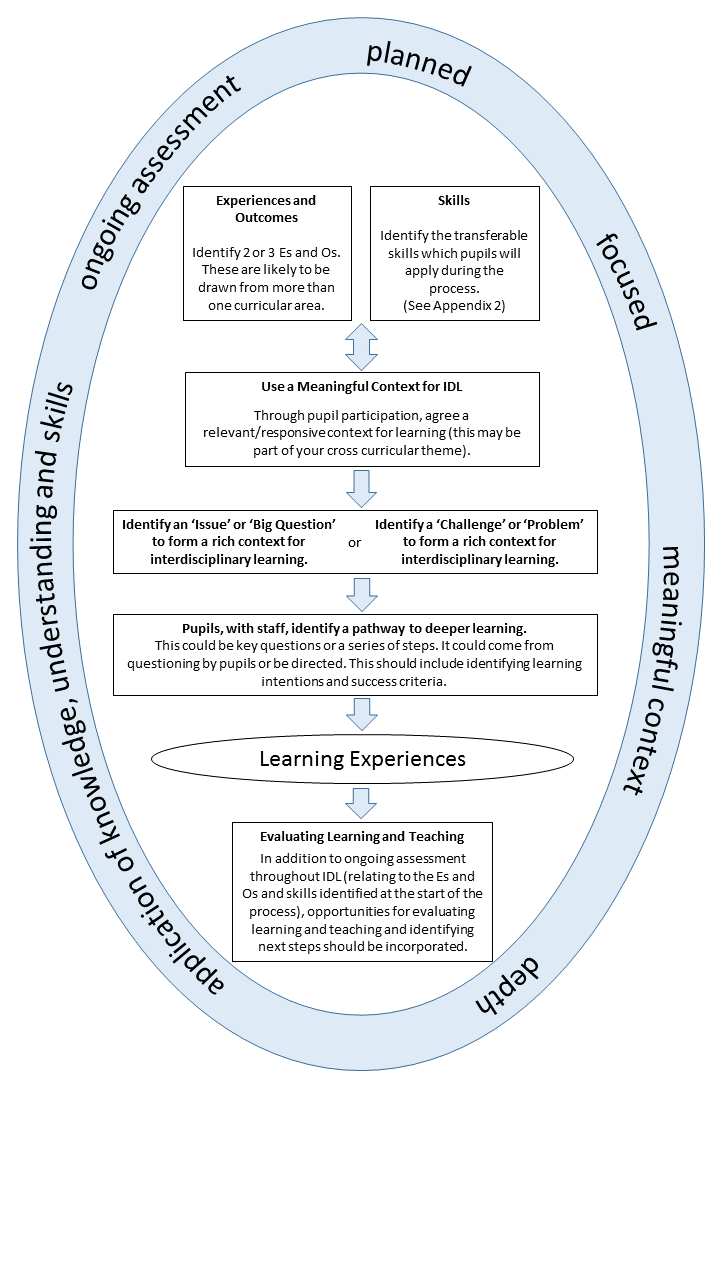 planned
focused
meaningful context
depth
application of knowledge, understanding and skills
ongoing assessment
Experiences and
Outcomes
Identify 2 or 3 Es and Os.
These are likely to be
drawn from more than
one curricular area.
Skills
Identify the transferable
skills which pupils will
apply during the
process.
(See Appendix 2)
Use a Meaningful Context for IDL
Through pupil participation, agree a
relevant/responsive context for learning (this may be
part of your cross curricular theme).
Identify an ‘Issue’ or ‘Big Question’
to form a rich context for
interdisciplinary learning.
or
Identify a ‘Challenge’ or ‘Problem’
to form a rich context for
interdisciplinary learning.
Pupils, with staff, identify a pathway to deeper learning.
This could be key questions or a series of steps. It could come from
questioning by pupils or be directed. This should include identifying learning
intentions and success criteria.
Learning Experiences
Evaluating Learning and Teaching
In addition to ongoing assessment
throughout IDL (relating to the Es and
Os and skills identified at the start of the
process), opportunities for evaluating
learning and teaching and identifying
next steps should be incorporated.